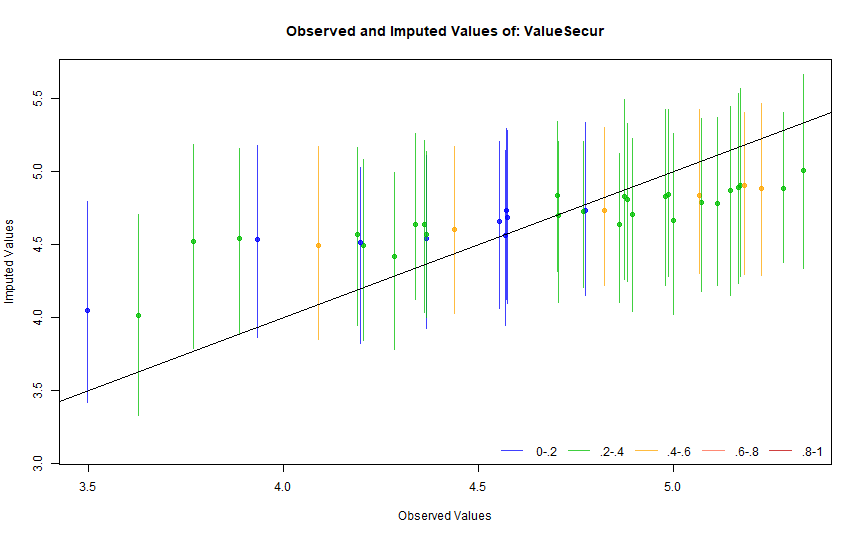 Observed and Imputed Values of: ValueSecur
Imputed Values
5.5
5.0
4.5
4.0
3.5
3.0
0-.2 .2-.4 .4-.6 .6-.8 .8-1
3.5 4.0 4.5 5.0
Observed Values